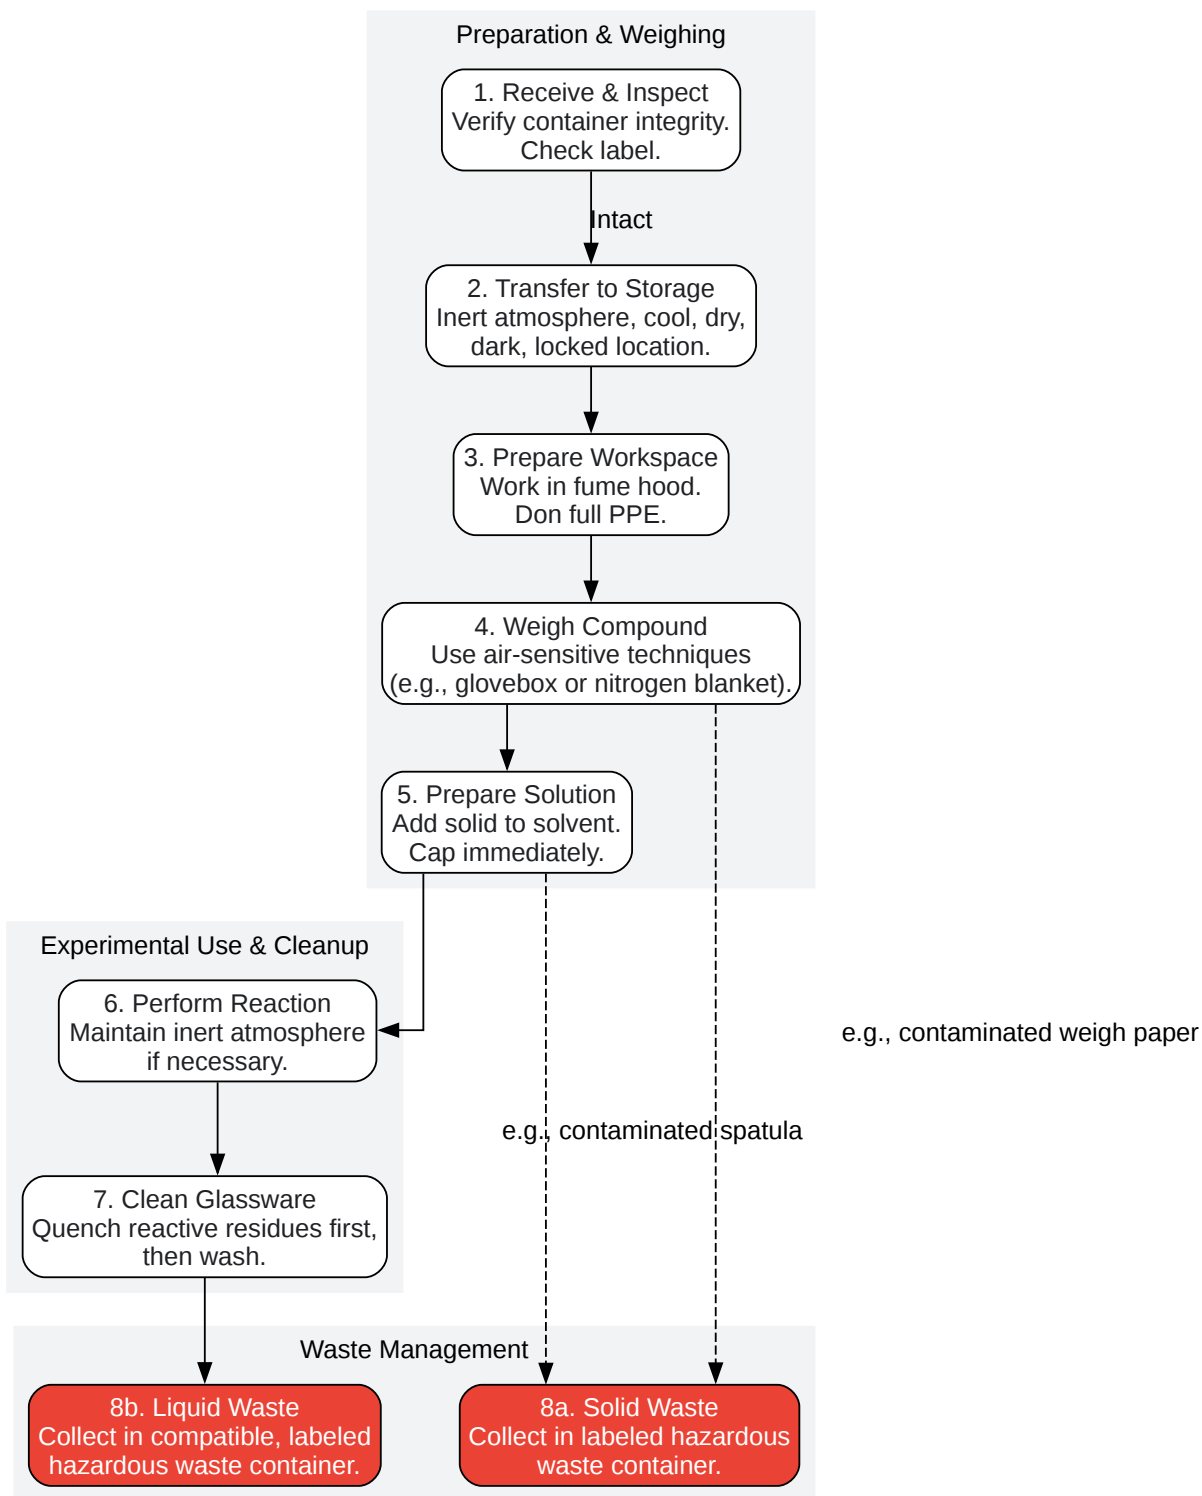 Preparation & Weighing
1. Receive & Inspect
Verify container integrity.
Check label.
Intact
2. Transfer to Storage
Inert atmosphere, cool, dry,
dark, locked location.
3. Prepare Workspace
Work in fume hood.
Don full PPE.
4. Weigh Compound
Use air-sensitive techniques
(e.g., glovebox or nitrogen blanket).
5. Prepare Solution
Add solid to solvent.
Cap immediately.
Experimental Use & Cleanup
6. Perform Reaction
Maintain inert atmosphere
if necessary.
e.g., contaminated weigh paper
e.g., contaminated spatula
7. Clean Glassware
Quench reactive residues first,
then wash.
Waste Management
8b. Liquid Waste
Collect in compatible, labeled
hazardous waste container.
8a. Solid Waste
Collect in labeled hazardous
waste container.